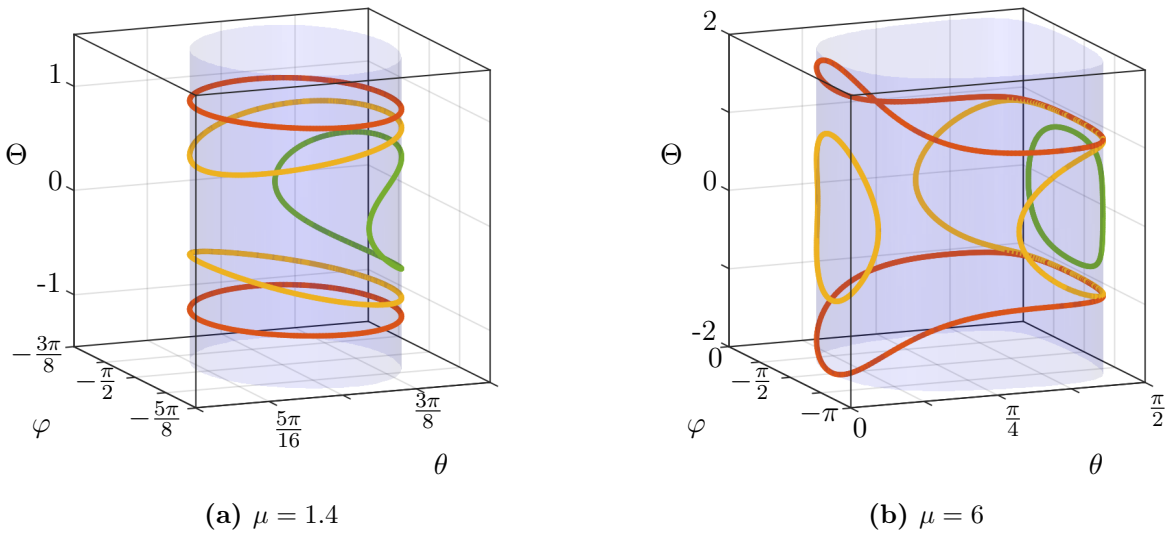 1
Θ
0
-1
−3π/8
−π/2
−5π/8
φ
5π/16
3π/8
θ
(a) μ = 1.4
2
Θ
0
-2
0
−π/2
−π
φ
0
π/4
π/2
θ
(b) μ = 6